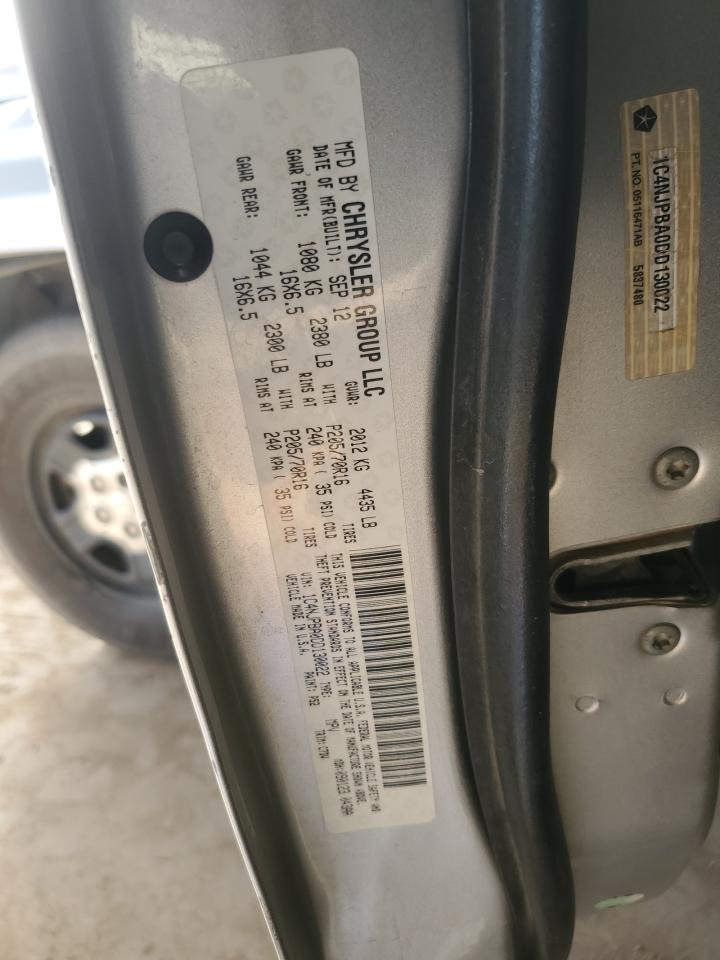 MFD BY CHRYSLER GROUP LLC
DATE OF MFR(BUILT): SEP 12 GVWR: 2012 KG 4435 LB
GAWR FRONT: 1080 KG 2380 LB WITH P205/70R16 TIRES
16X6.5 RIMS AT 240 KPA ( 35 PSI) COLD
GAWR REAR: 1044 KG 2300 LB WITH P205/70R16 TIRES
16X6.5 RIMS AT 240 KPA ( 35 PSI) COLD
THIS VEHICLE CONFORMS TO ALL APPLICABLE U.S.A. FEDERAL MOTOR VEHICLE SAFETY AND
THEFT PREVENTION STANDARDS IN EFFECT ON THE DATE OF MANUFACTURE SHOWN ABOVE.
VIN: 1C4NJPBA0DD130022 TYPE: MPV
VEHICLE MADE IN U.S.A. PAINT: PS2
1C4NJPBA0DD130022
PT. NO. 05116471AB 5837480